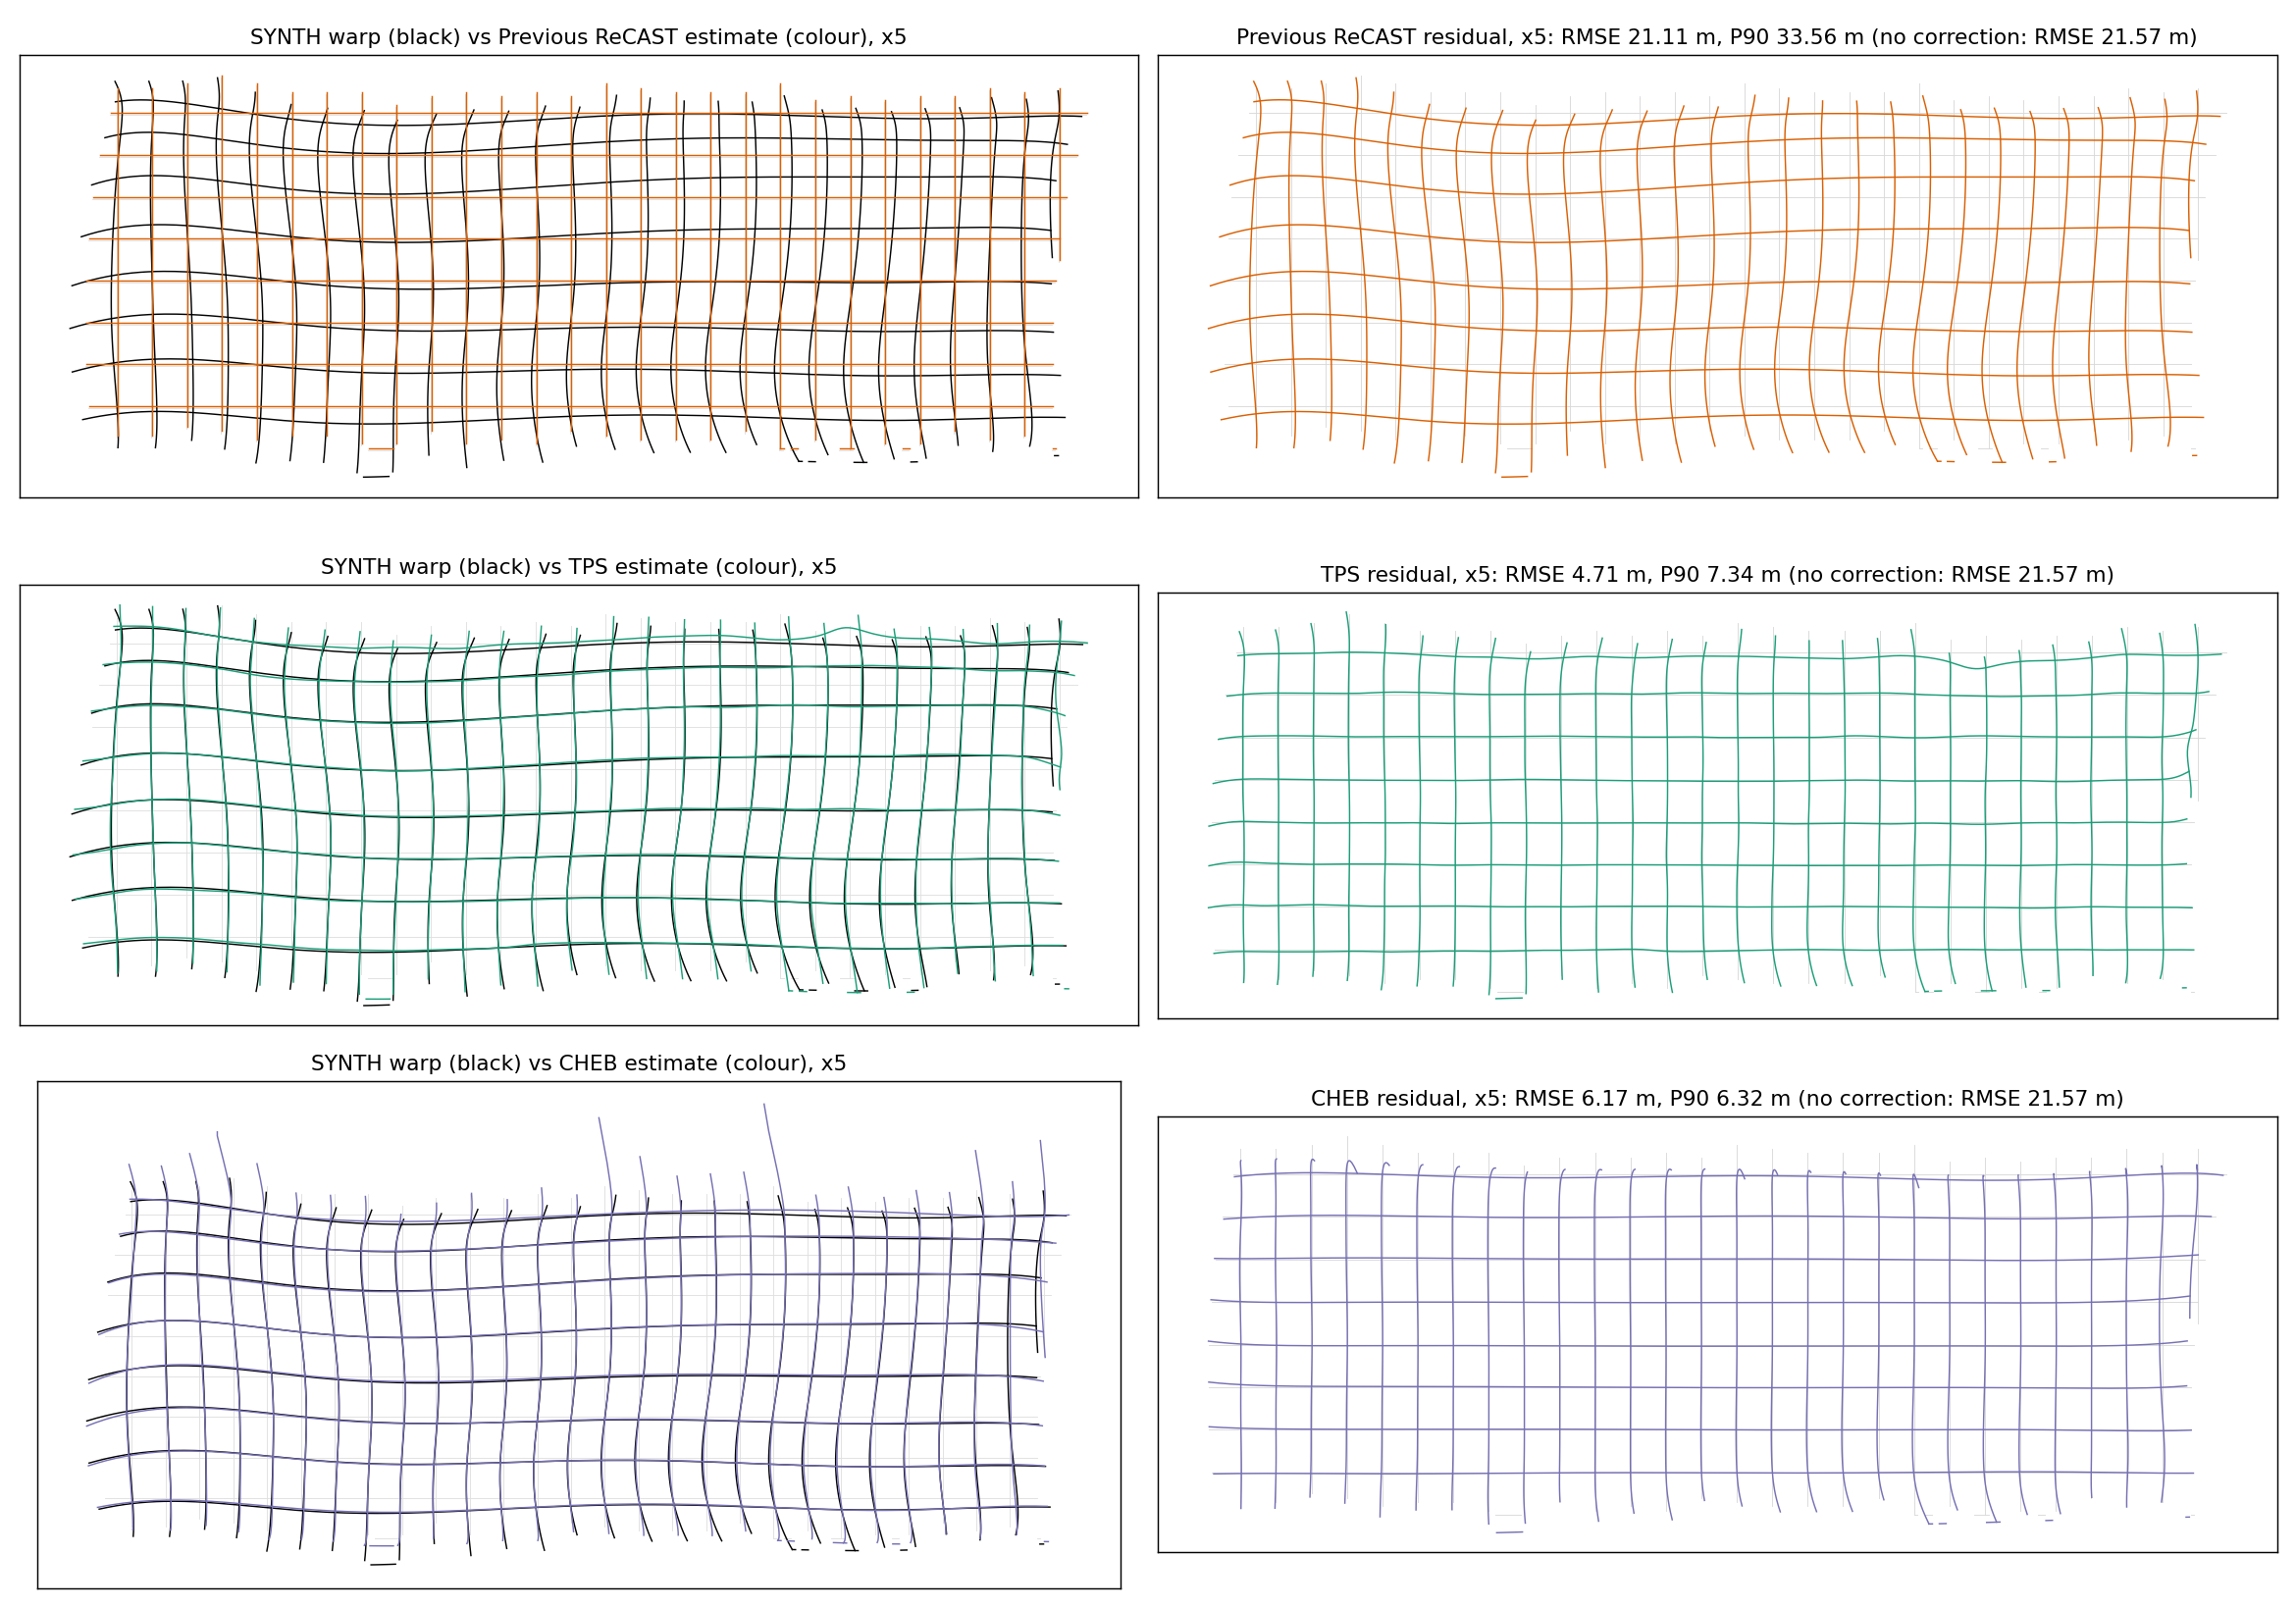 SYNTH warp (black) vs Previous ReCAST estimate (colour), x5
Previous ReCAST residual, x5: RMSE 21.11 m, P90 33.56 m (no correction: RMSE 21.57 m)
SYNTH warp (black) vs TPS estimate (colour), x5
TPS residual, x5: RMSE 4.71 m, P90 7.34 m (no correction: RMSE 21.57 m)
SYNTH warp (black) vs CHEB estimate (colour), x5
CHEB residual, x5: RMSE 6.17 m, P90 6.32 m (no correction: RMSE 21.57 m)